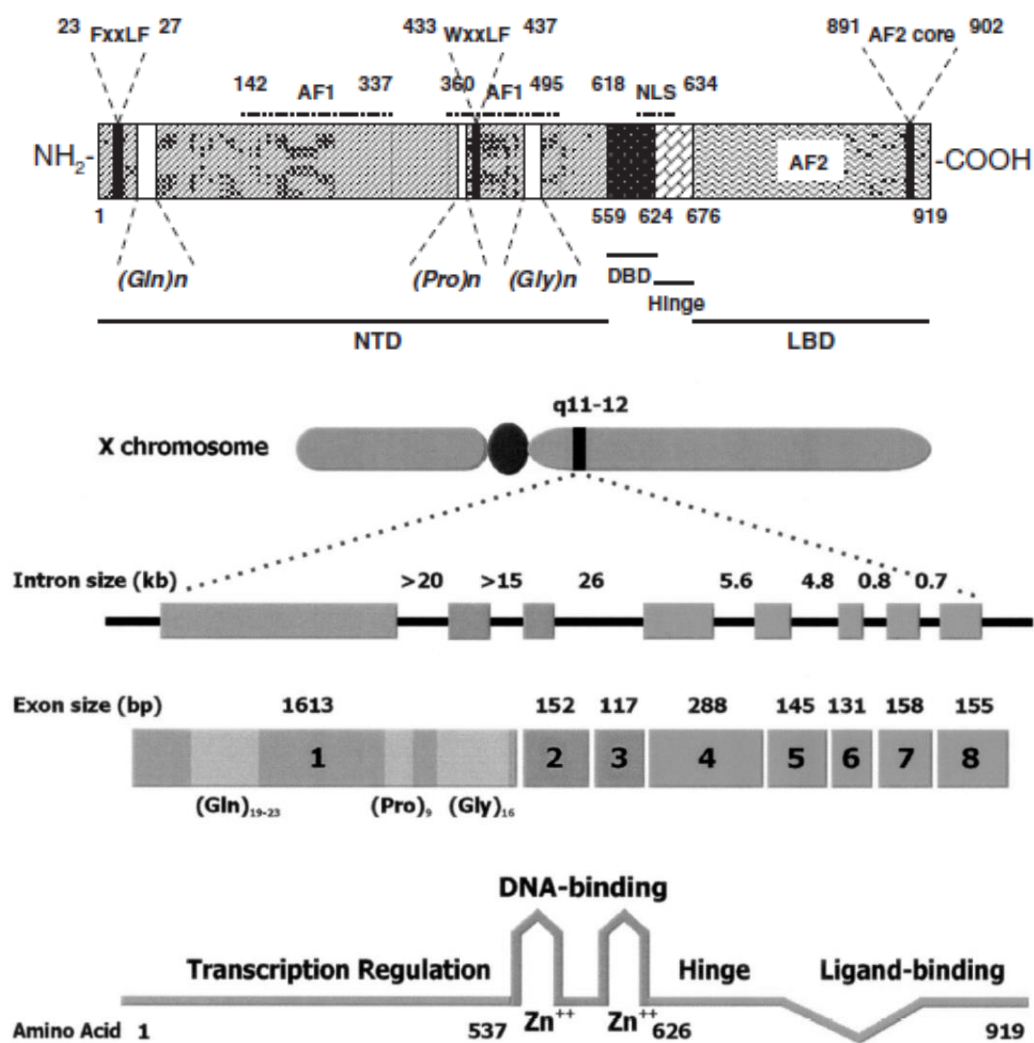 23 FxxLF 27 433 WxxLF 437 891 AF2 core 902
142 AF1 337 360 AF1 495 618 NLS 634
NH2- AF2 -COOH
1 559 624 676 919
(Gln)n (Pro)n (Gly)n DBD
Hinge
NTD LBD
q11-12
X chromosome
Intron size (kb) >20 >15 26 5.6 4.8 0.8 0.7
Exon size (bp) 1613 152 117 288 145 131 158 155
1 2 3 4 5 6 7 8
(Gln)19-23 (Pro)9 (Gly)16
DNA-binding
Transcription Regulation Hinge Ligand-binding
Amino Acid 1 537 Zn++ Zn++ 626 919